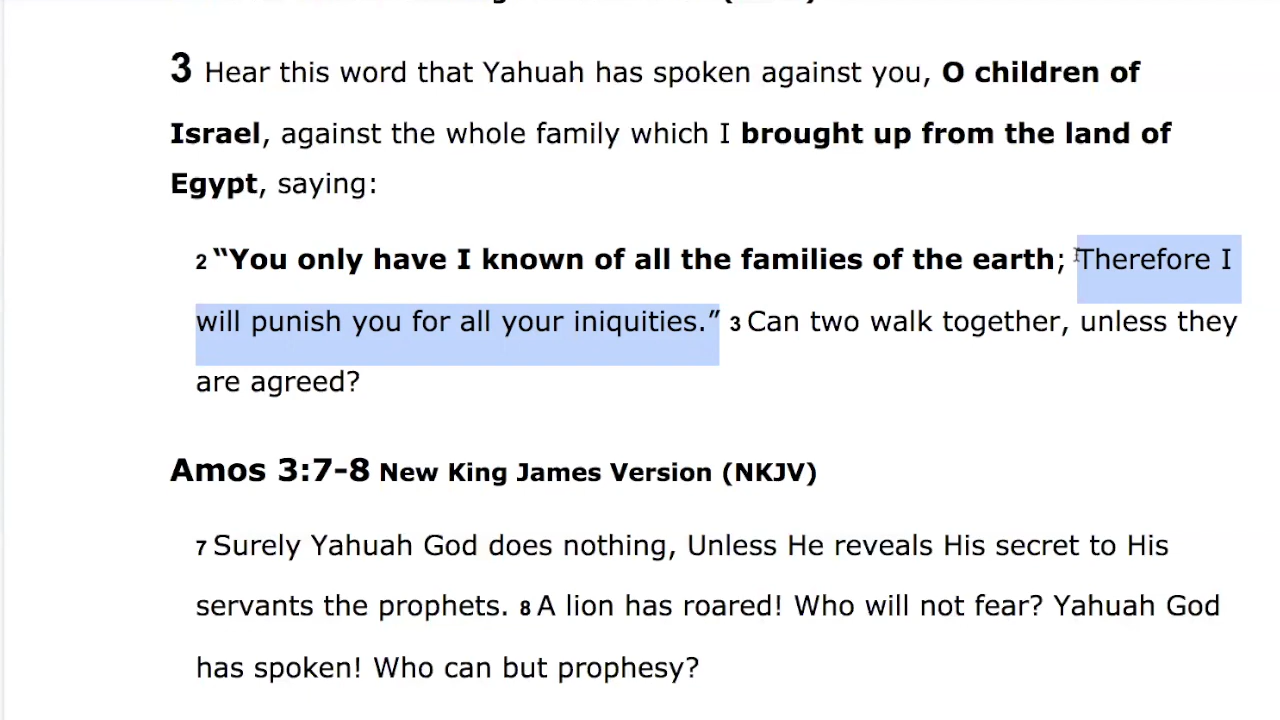 3 Hear this word that Yahuah has spoken against you, O children of
Israel, against the whole family which I brought up from the land of
Egypt, saying:
2 “You only have I known of all the families of the earth; Therefore I
will punish you for all your iniquities.” 3 Can two walk together, unless they
are agreed?
Amos 3:7-8 New King James Version (NKJV)
7 Surely Yahuah God does nothing, Unless He reveals His secret to His
servants the prophets. 8 A lion has roared! Who will not fear? Yahuah God
has spoken! Who can but prophesy?